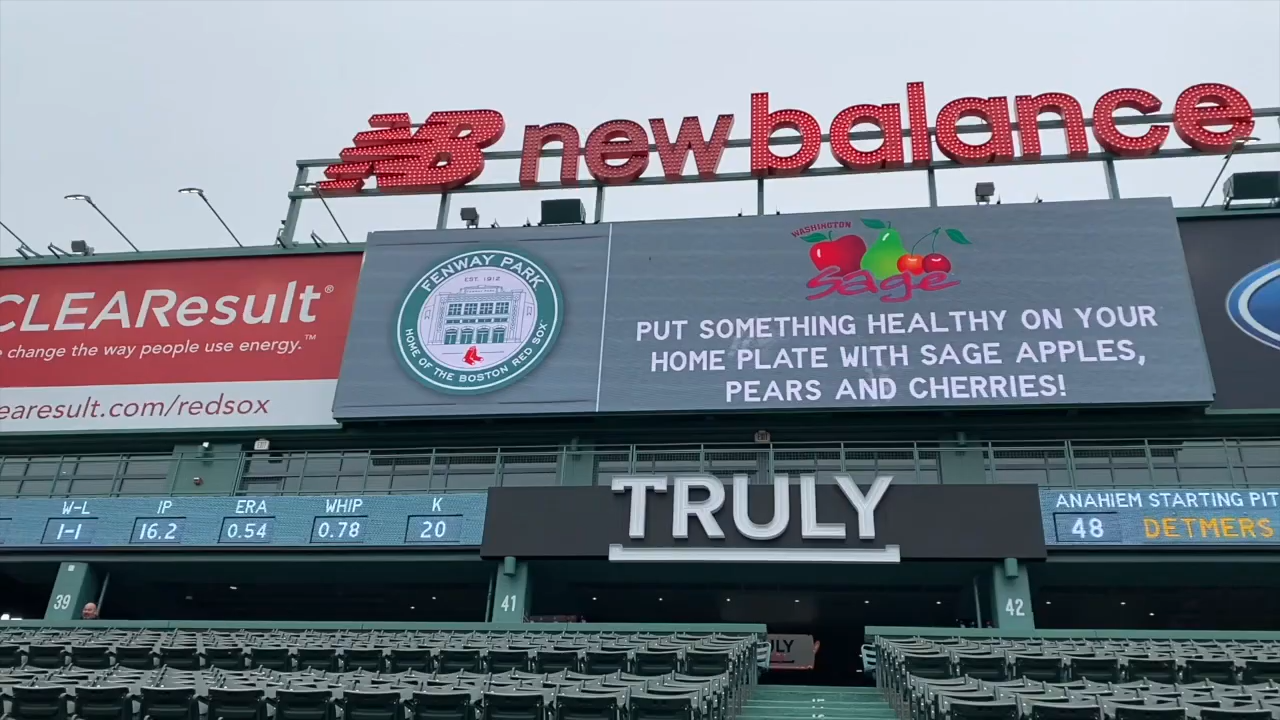 new balance
WASHINGTON
Sage
FENWAY PARK
EST. 1912
HOME OF THE BOSTON RED SOX
PUT SOMETHING HEALTHY ON YOUR
HOME PLATE WITH SAGE APPLES,
PEARS AND CHERRIES!
CLEAResult®
change the way people use energy.™
earesult.com/redsox
TRULY
W-L IP ERA WHIP K
1-1 16.2 0.54 0.78 20
ANAHIEM STARTING PIT
48 DETMERS
39
41
42